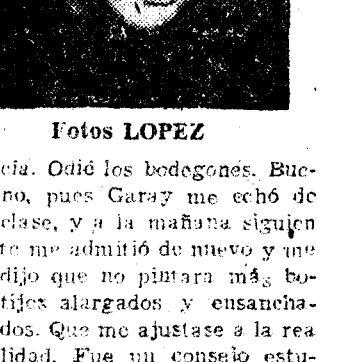 Fotos LOPEZ
cía. Odié los bodegones. Bue-
no, pues Garay me echó de
clase, y a la mañana siguien
te me admitió de nuevo y me
dijo que no pintara más bo-
tijos alargados y ensancha-
dos. Que me ajustase a la rea
lidad. Fue un consejo estu-